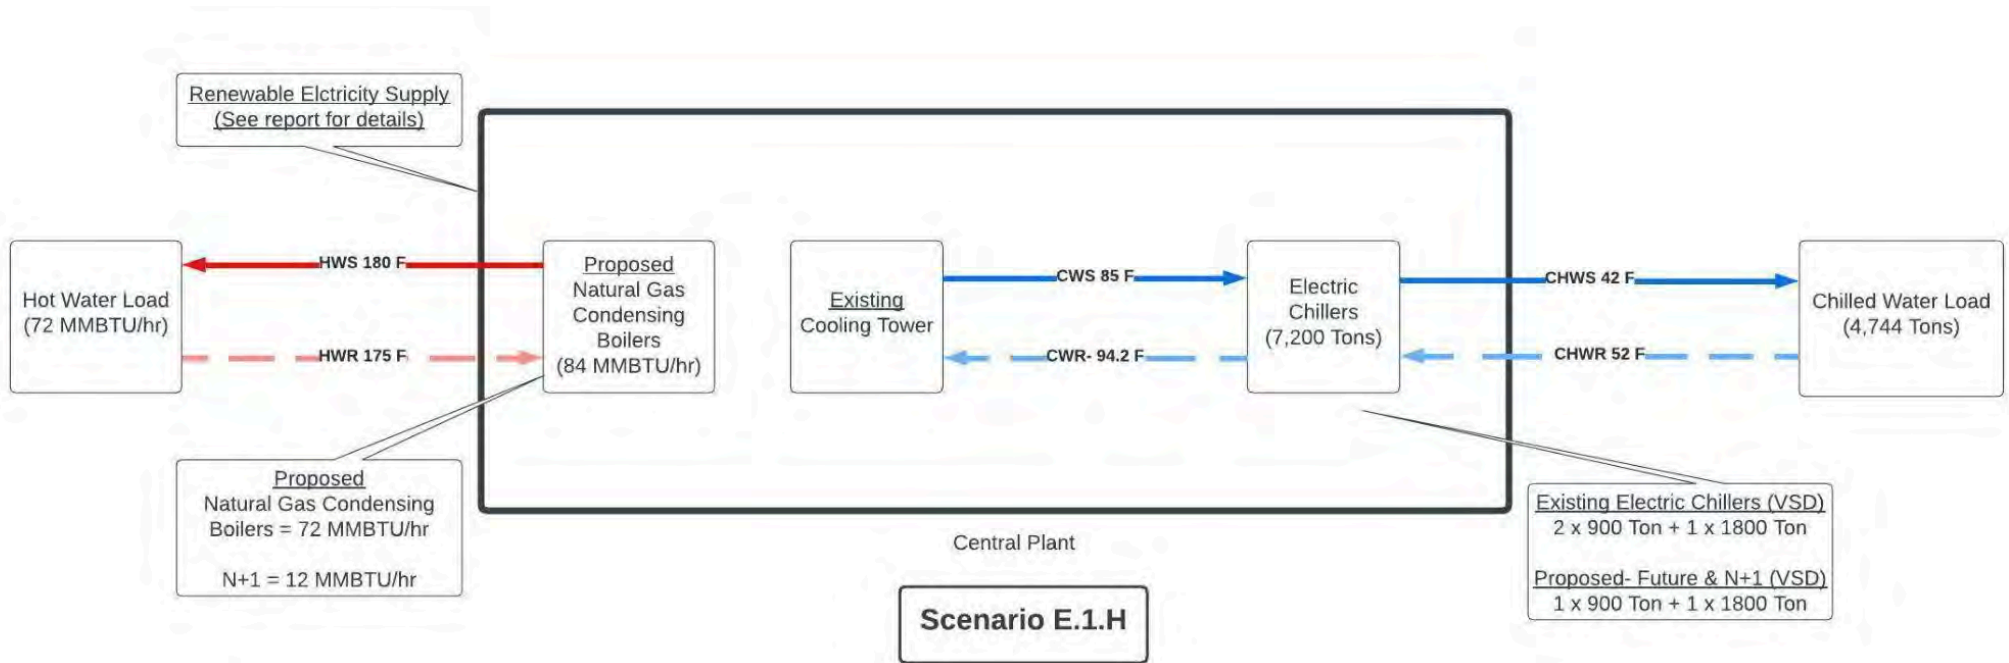 Renewable Elctricity Supply
(See report for details)
Hot Water Load
(72 MMBTU/hr)
HWS 180 F
HWR 175 F
Proposed
Natural Gas
Condensing
Boilers
(84 MMBTU/hr)
Existing
Cooling Tower
CWS 85 F
CWR- 94.2 F
Electric
Chillers
(7,200 Tons)
CHWS 42 F
CHWR 52 F
Chilled Water Load
(4,744 Tons)
Proposed
Natural Gas Condensing
Boilers = 72 MMBTU/hr
N+1 = 12 MMBTU/hr
Existing Electric Chillers (VSD)
2 x 900 Ton + 1 x 1800 Ton
Proposed- Future & N+1 (VSD)
1 x 900 Ton + 1 x 1800 Ton
Central Plant
Scenario E.1.H